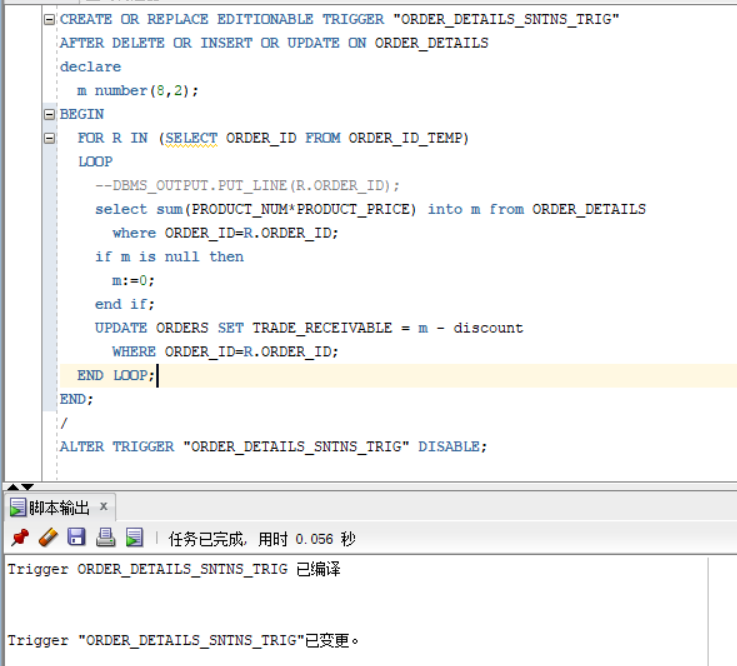 CREATE OR REPLACE EDITIONABLE TRIGGER "ORDER_DETAILS_SNTNS_TRIG"
AFTER DELETE OR INSERT OR UPDATE ON ORDER_DETAILS
declare
  m number(8,2);
BEGIN
  FOR R IN (SELECT ORDER_ID FROM ORDER_ID_TEMP)
  LOOP
    --DBMS_OUTPUT.PUT_LINE(R.ORDER_ID);
    select sum(PRODUCT_NUM*PRODUCT_PRICE) into m from ORDER_DETAILS
      where ORDER_ID=R.ORDER_ID;
    if m is null then
      m:=0;
    end if;
    UPDATE ORDERS SET TRADE_RECEIVABLE = m - discount
      WHERE ORDER_ID=R.ORDER_ID;
  END LOOP;
END;
/
ALTER TRIGGER "ORDER_DETAILS_SNTNS_TRIG" DISABLE;
脚本输出 x
任务已完成, 用时 0.056 秒
Trigger ORDER_DETAILS_SNTNS_TRIG 已编译
Trigger "ORDER_DETAILS_SNTNS_TRIG"已变更。